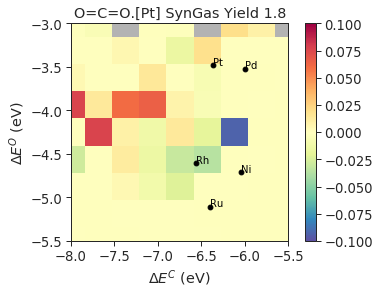 O=C=O.[Pt] SynGas Yield 1.8
−3.0
−3.5
−4.0
−4.5
−5.0
−5.5
ΔE^O (eV)
Pt
Pd
Rh
Ni
Ru
−8.0 −7.5 −7.0 −6.5 −6.0 −5.5
ΔE^C (eV)
0.100
0.075
0.050
0.025
0.000
−0.025
−0.050
−0.075
−0.100